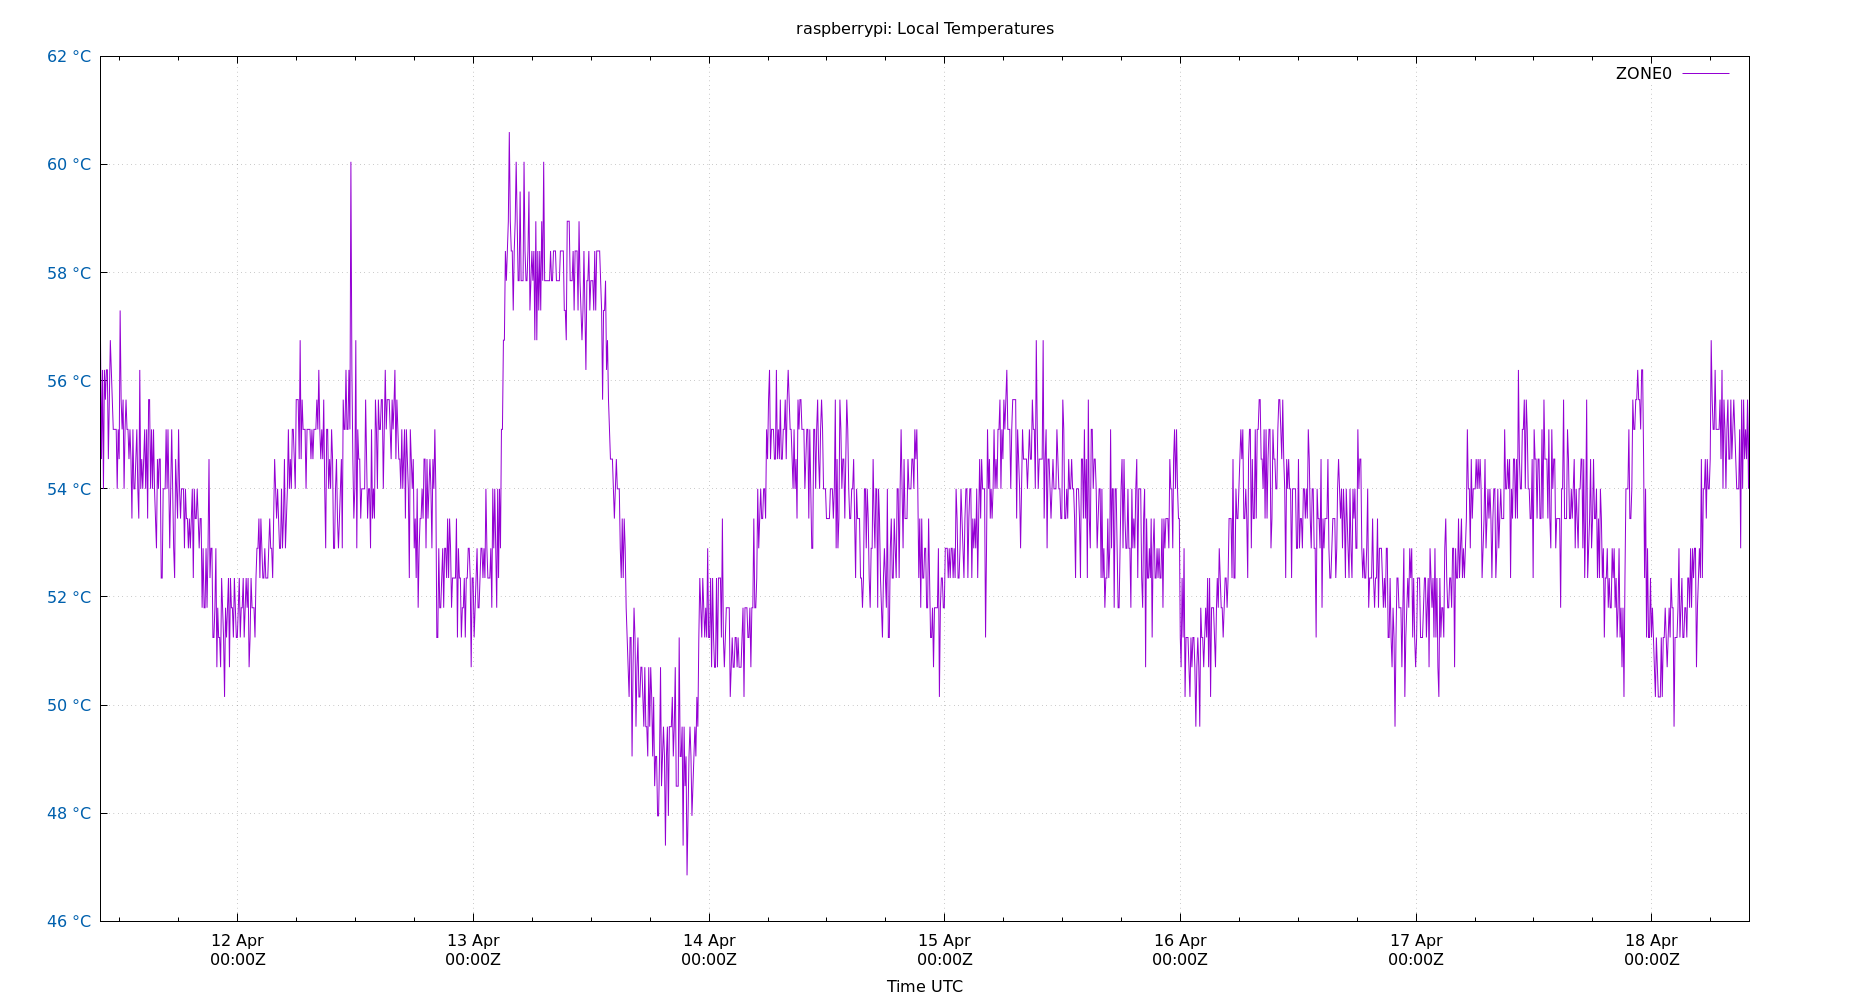 raspberrypi: Local Temperatures
62 °C
ZONE0
60 °C
58 °C
56 °C
54 °C
52 °C
50 °C
48 °C
46 °C
12 Apr 13 Apr 14 Apr 15 Apr 16 Apr 17 Apr 18 Apr
00:00Z 00:00Z 00:00Z 00:00Z 00:00Z 00:00Z 00:00Z
Time UTC